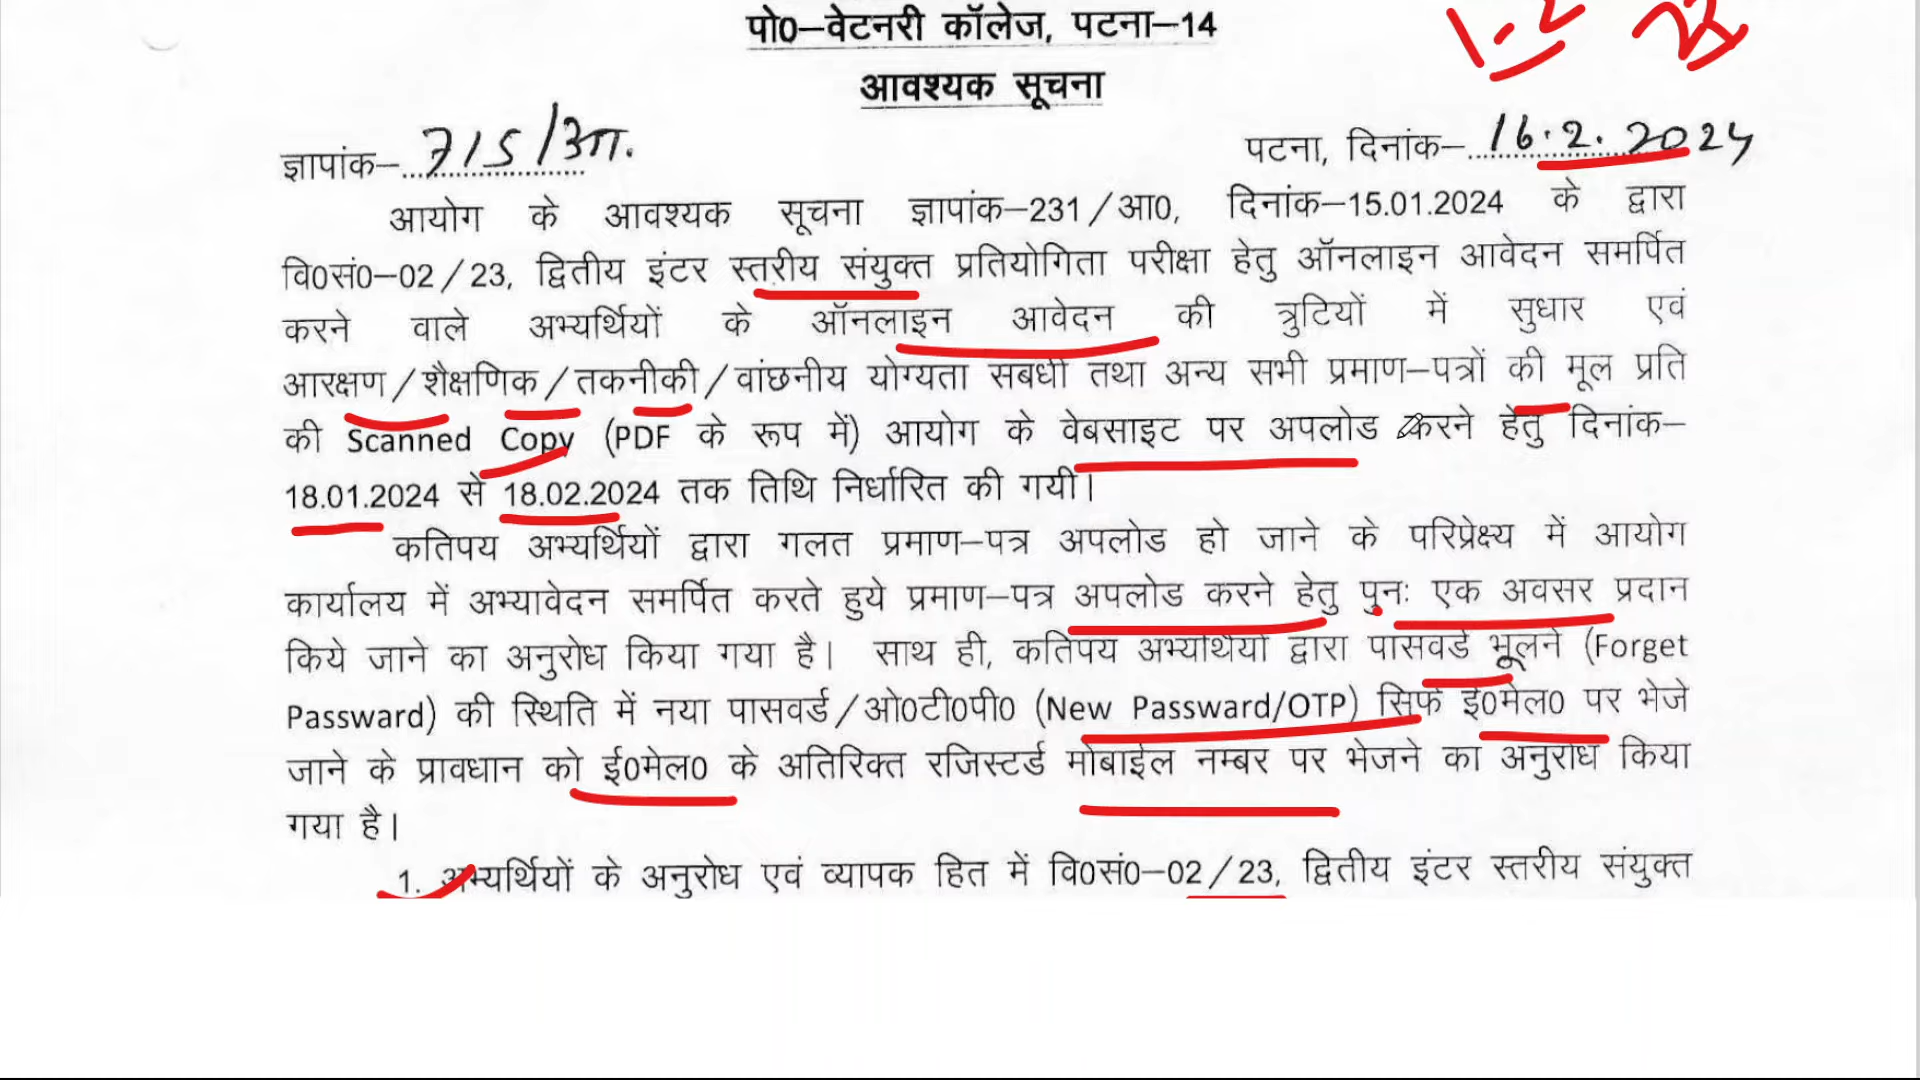 पो0–वेटनरी कॉलेज, पटना–14
आवश्यक सूचना
ज्ञापांक–715/आ. पटना, दिनांक–16.2.2024
आयोग के आवश्यक सूचना ज्ञापांक–231/आ0, दिनांक–15.01.2024 के द्वारा
वि0सं0–02/23, द्वितीय इंटर स्तरीय संयुक्त प्रतियोगिता परीक्षा हेतु ऑनलाइन आवेदन समर्पित
करने वाले अभ्यर्थियों के ऑनलाइन आवेदन की त्रुटियों में सुधार एवं
आरक्षण/शैक्षणिक/तकनीकी/वांछनीय योग्यता सबधी तथा अन्य सभी प्रमाण–पत्रों की मूल प्रति
की Scanned Copy (PDF के रूप में) आयोग के वेबसाइट पर अपलोड करने हेतु दिनांक–
18.01.2024 से 18.02.2024 तक तिथि निर्धारित की गयी।
कतिपय अभ्यर्थियों द्वारा गलत प्रमाण–पत्र अपलोड हो जाने के परिप्रेक्ष्य में आयोग
कार्यालय में अभ्यावेदन समर्पित करते हुये प्रमाण–पत्र अपलोड करने हेतु पुनः एक अवसर प्रदान
किये जाने का अनुरोध किया गया है। साथ ही, कतिपय अभ्यर्थियों द्वारा पासवर्ड भूलने (Forget
Passward) की स्थिति में नया पासवर्ड/ओ0टी0पी0 (New Passward/OTP) सिर्फ ई0मेल0 पर भेजे
जाने के प्रावधान को ई0मेल0 के अतिरिक्त रजिस्टर्ड मोबाईल नम्बर पर भेजने का अनुरोध किया
गया है।
1. अभ्यर्थियों के अनुरोध एवं व्यापक हित में वि0सं0–02/23, द्वितीय इंटर स्तरीय संयुक्त